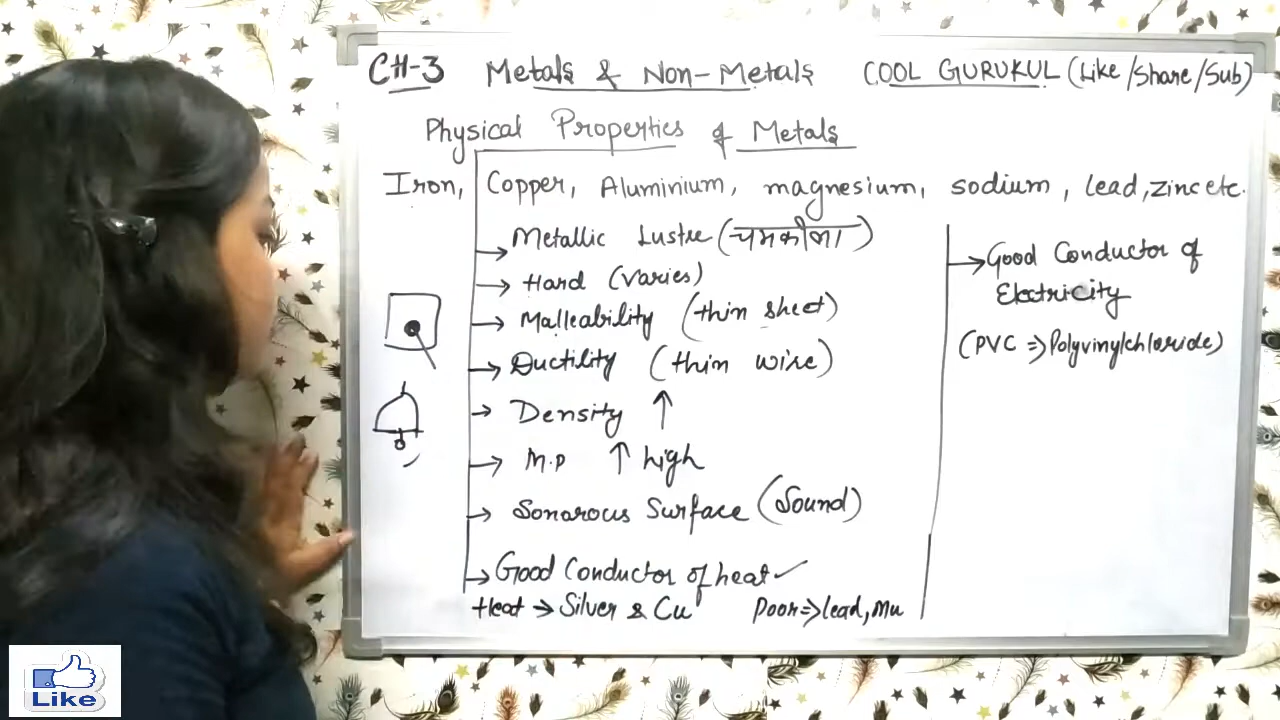 CH-3 Metals & Non-Metals COOL GURUKUL (Like/Share/Sub)
Physical Properties of Metals
Iron, Copper, Aluminium, magnesium, sodium, lead, zinc etc.
→ Metallic Lustre (चमकीला)
→ Hard (varies)
→ Malleability (thin sheet)
→ Ductility (thin wire)
→ Density ↑
→ M.P ↑ high
→ Sonarous Surface (Sound)
→ Good Conductor of heat ✓
Heat → Silver & Cu Poor ⇒ lead, Mu
→ Good Conductor of
Electricity
(PVC ⇒ Polyvinylchloride)
Like